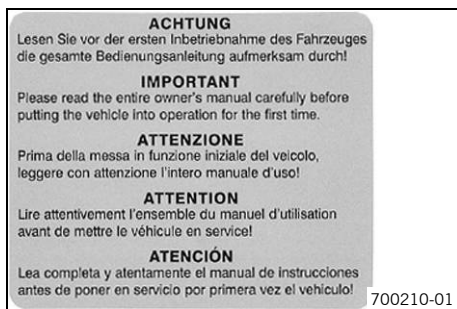 ACHTUNG
Lesen Sie vor der ersten Inbetriebnahme des Fahrzeuges
die gesamte Bedienungsanleitung aufmerksam durch!
IMPORTANT
Please read the entire owner's manual carefully before
putting the vehicle into operation for the first time.
ATTENZIONE
Prima della messa in funzione iniziale del veicolo,
leggere con attenzione l'intero manuale d'uso!
ATTENTION
Lire attentivement l'ensemble du manuel d'utilisation
avant de mettre le véhicule en service!
ATENCIÓN
Lea completa y atentamente el manual de instrucciones
antes de poner en servicio por primera vez el vehiculo!
700210-01